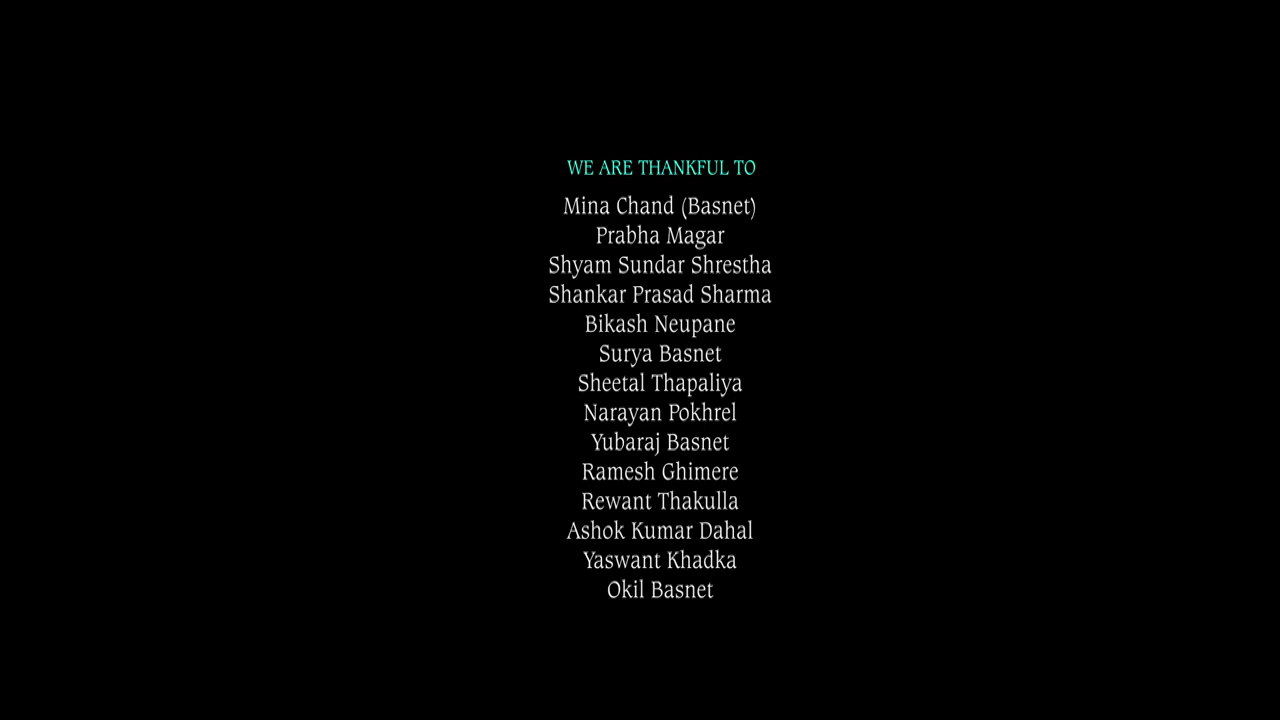 WE ARE THANKFUL TO
Mina Chand (Basnet)
Prabha Magar
Shyam Sundar Shrestha
Shankar Prasad Sharma
Bikash Neupane
Surya Basnet
Sheetal Thapaliya
Narayan Pokhrel
Yubaraj Basnet
Ramesh Ghimere
Rewant Thakulla
Ashok Kumar Dahal
Yaswant Khadka
Okil Basnet